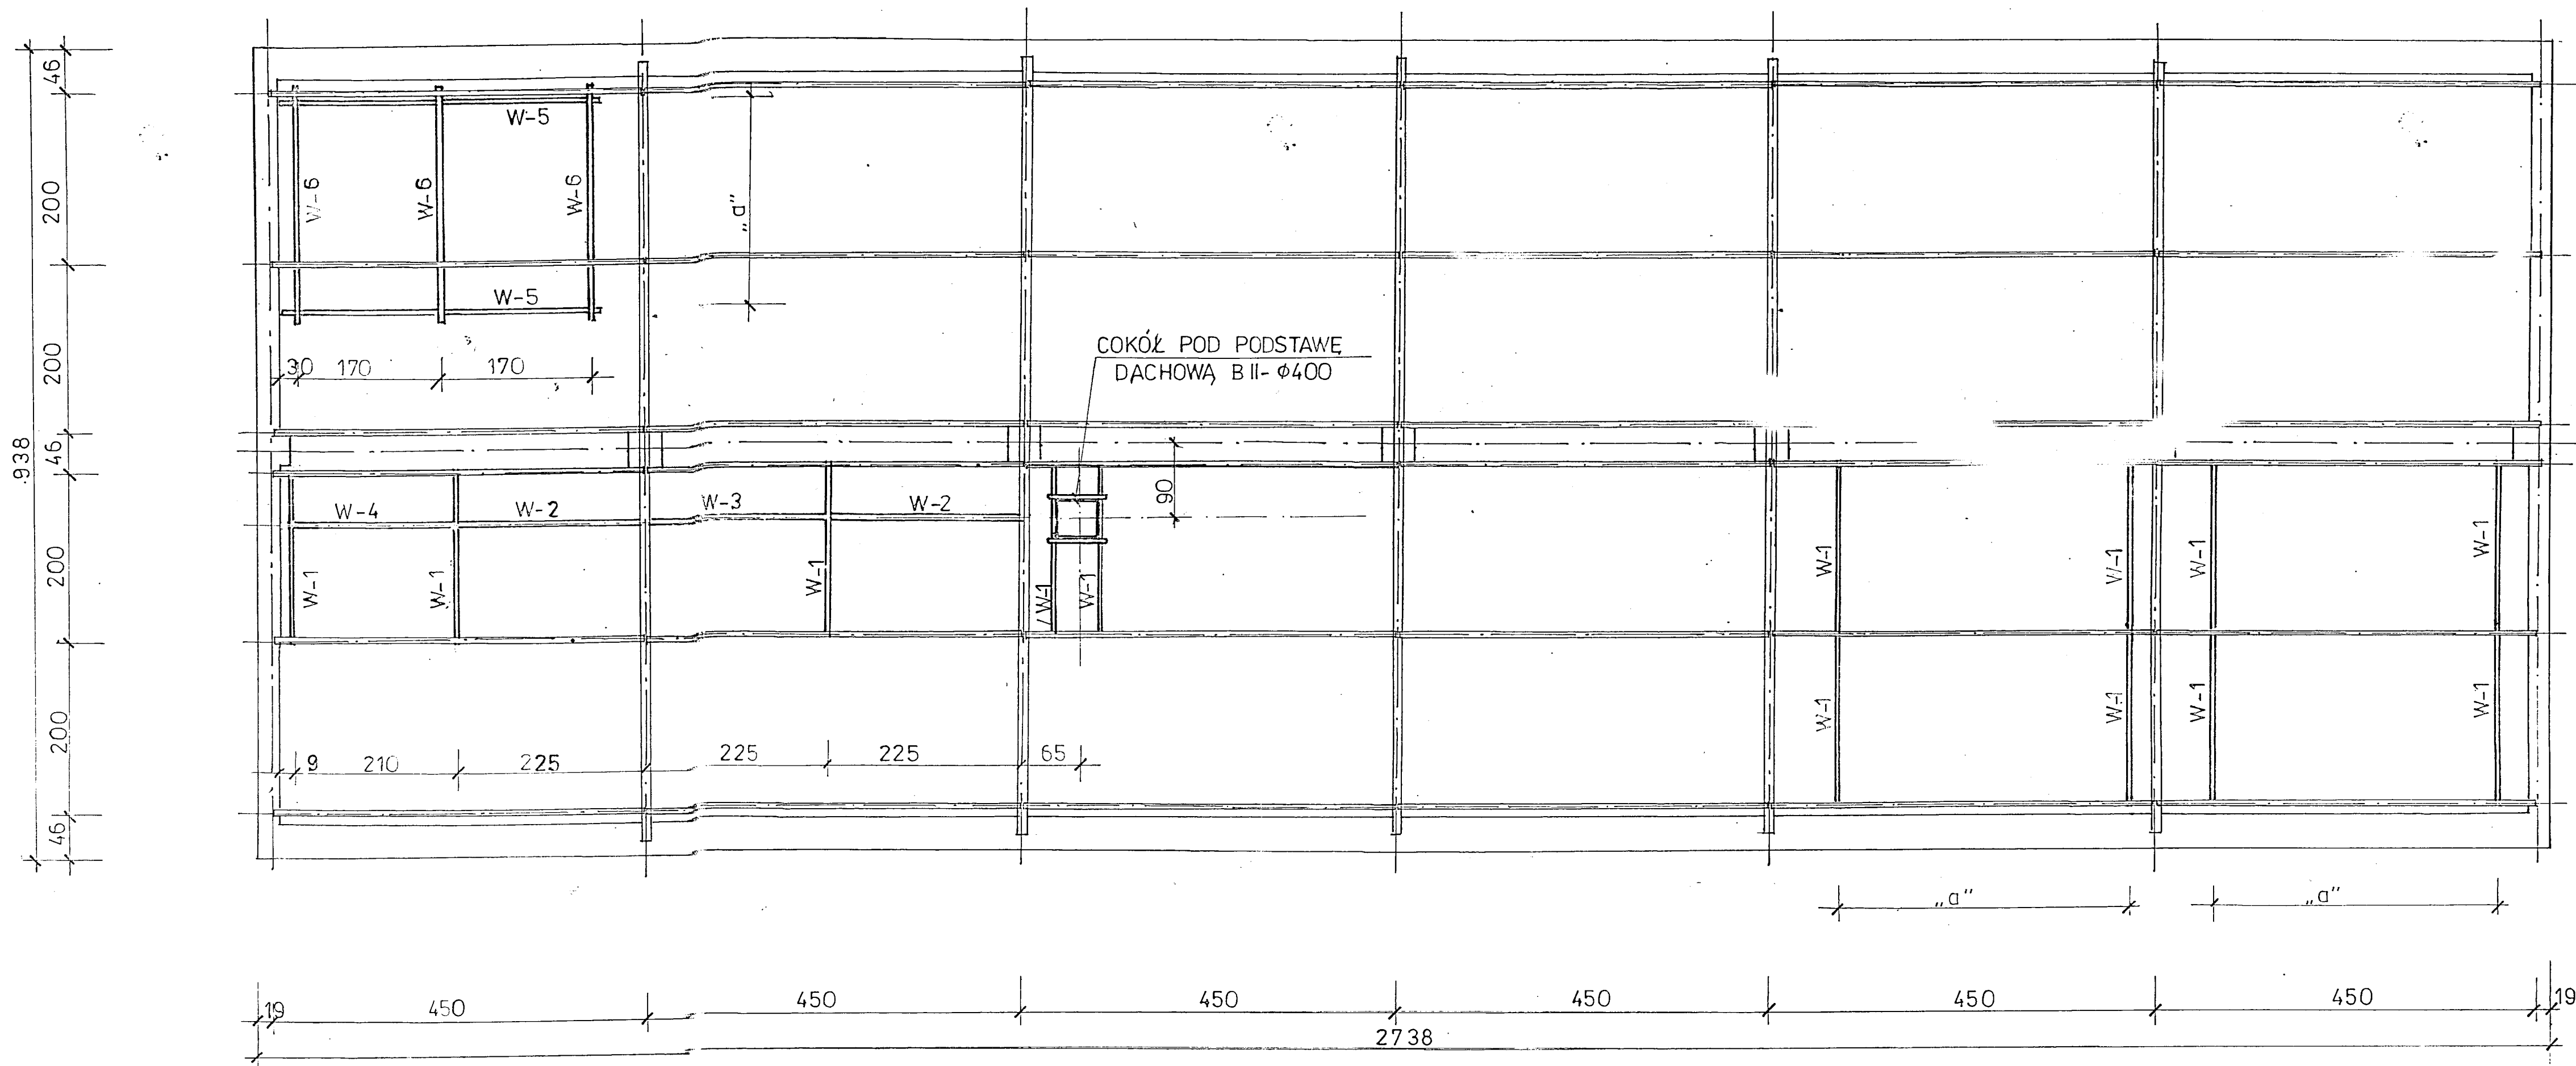 46
200
200
46
200
200
46
938
W-5
W-6
W-6
W-6
W-5
30
170
170
„a"
COKÓŁ POD PODSTAWĘ
DACHOWĄ B II- Φ400
90
W-4
W-2
W-3
W-2
W-1
W-1
W-1
W-1
W-1
W-1
W-1
W-1
W-1
W-1
W-1
W-1
W-1
9
210
225
225
225
65
„a"
„a"
19
450
450
450
450
450
450
19
2738